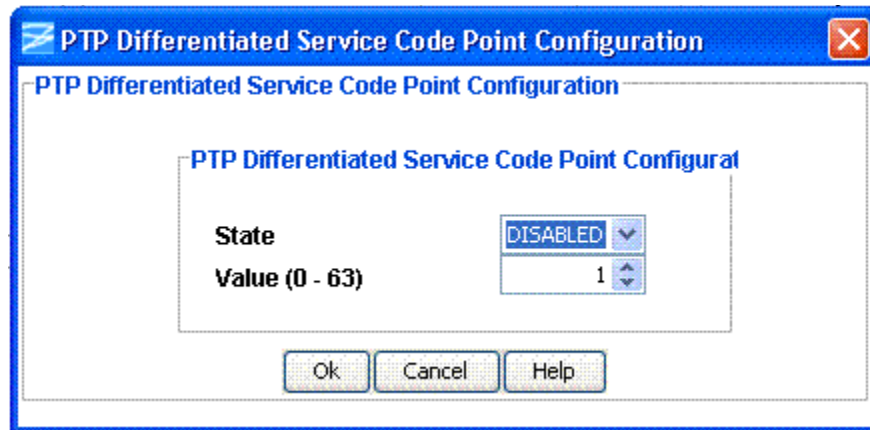 PTP Differentiated Service Code Point Configuration
PTP Differentiated Service Code Point Configuration
PTP Differentiated Service Code Point Configurat
State DISABLED
Value (0 - 63) 1
Ok Cancel Help